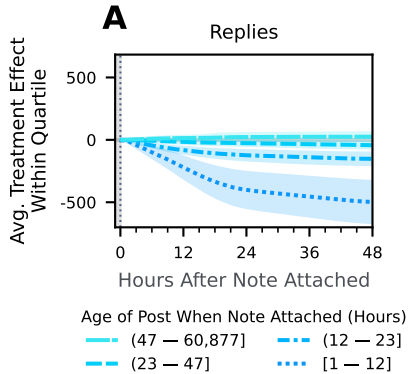 A
Replies
Avg. Treatment Effect
Within Quartile
500
0
-500
0 12 24 36 48
Hours After Note Attached
Age of Post When Note Attached (Hours)
(47 — 60,877] (12 — 23]
(23 — 47] [1 — 12]